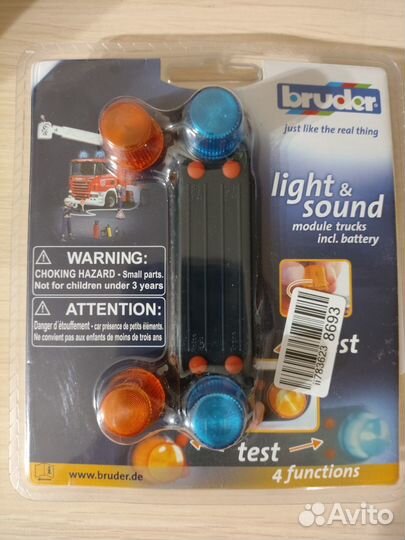 bruder
just like the real thing
light &
sound
module trucks
incl. battery
WARNING:
CHOKING HAZARD - Small parts.
Not for children under 3 years
ATTENTION:
Danger d'étouffement - car présence de petits éléments.
Ne convient pas aux enfants de moins de trois ans
783623 8693
test
4 functions
www.bruder.de
Avito